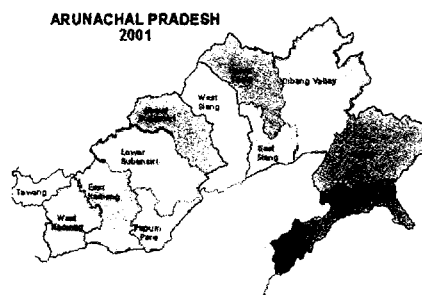 ARUNACHAL PRADESH
2001
Dibang Valley
West
Siang
East
Siang
Lower
Subansiri
Tawang
East
Kameng
West
Kameng
Papum
Pare